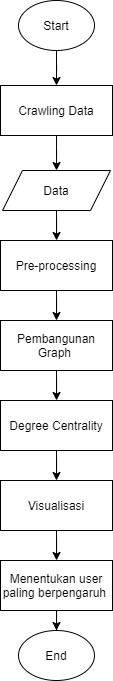 Start
Crawling Data
Data
Pre-processing
Pembangunan
Graph
Degree Centrality
Visualisasi
Menentukan user
paling berpengaruh
End